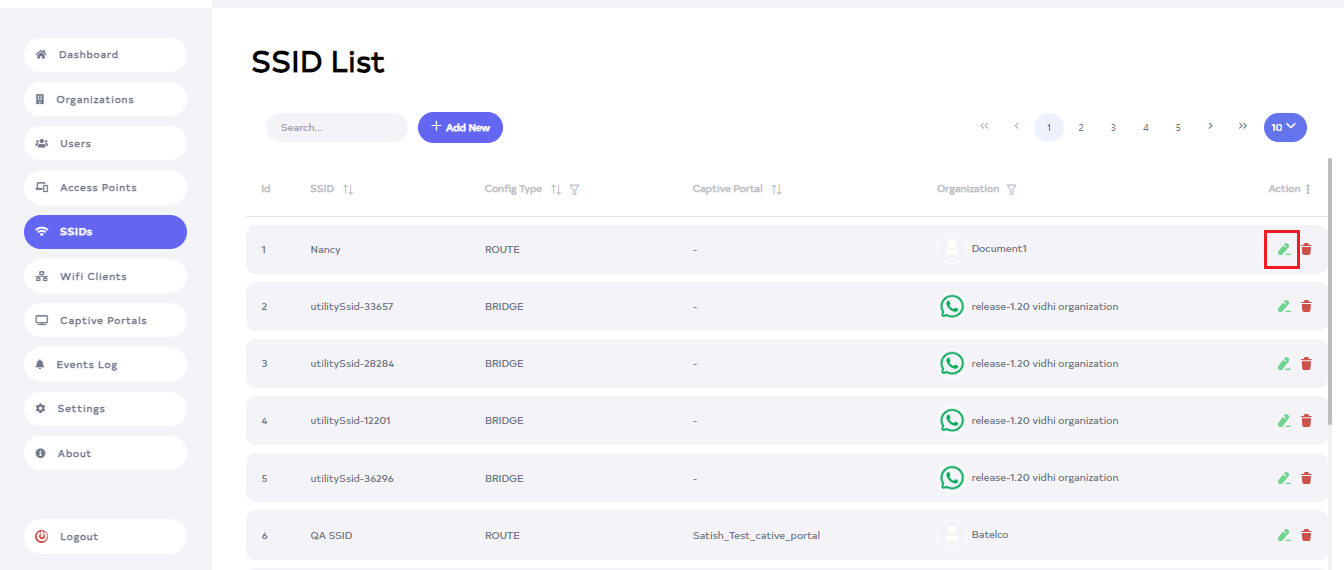 Dashboard
Organizations
Users
Access Points
SSIDs
Wifi Clients
Captive Portals
Events Log
Settings
About
Logout
SSID List
Search...
+ Add New
<< < 1 2 3 4 5 > >> 10
Id SSID Config Type Captive Portal Organization Action
1 Nancy ROUTE - Document1
2 utilitySsid-33657 BRIDGE - release-1.20 vidhi organization
3 utilitySsid-28284 BRIDGE - release-1.20 vidhi organization
4 utilitySsid-12201 BRIDGE - release-1.20 vidhi organization
5 utilitySsid-36296 BRIDGE - release-1.20 vidhi organization
6 QA SSID ROUTE Satish_Test_cative_portal Batelco